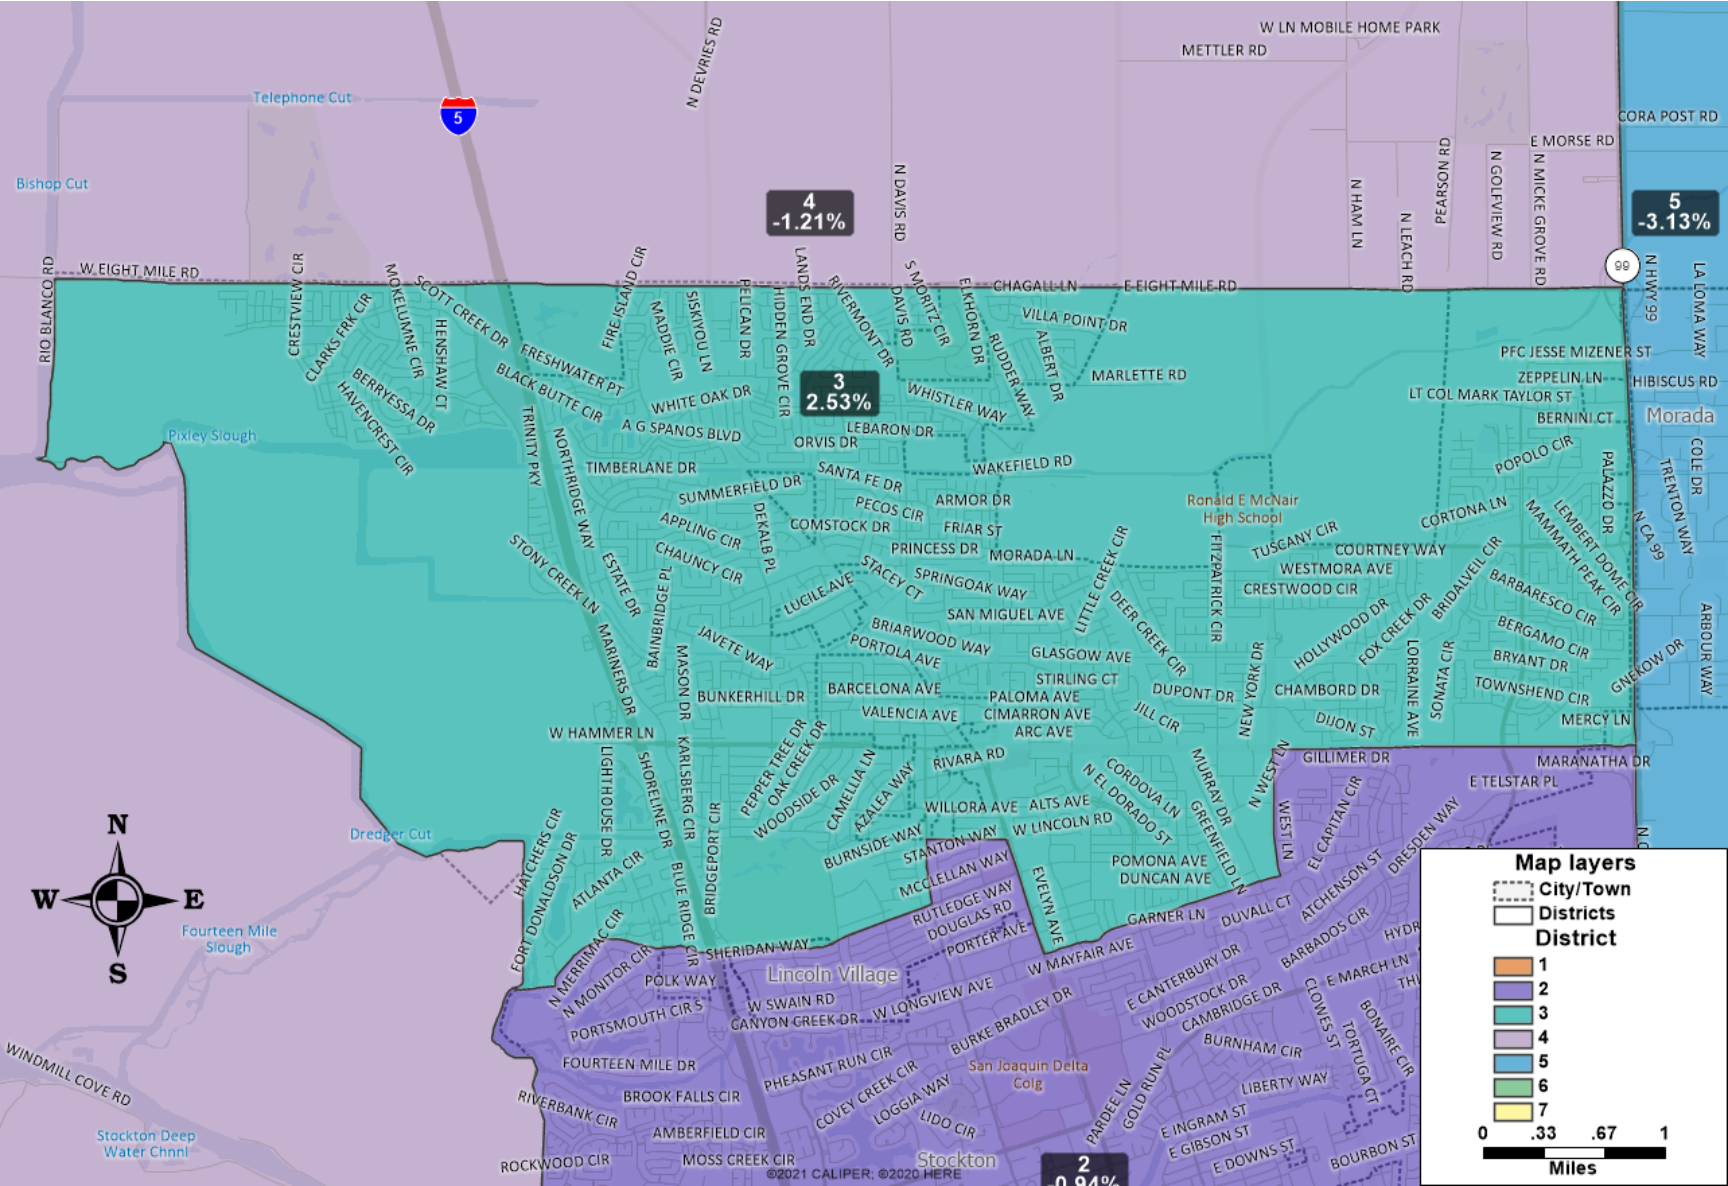 W LN MOBILE HOME PARK
METTLER RD
N DEVRIES RD
Telephone Cut
5
CORA POST RD
E MORSE RD
Bishop Cut
N DAVIS RD
N HAM LN
N LEACH RD
PEARSON RD
N GOLFVIEW RD
N MICKE GROVE RD
4
-1.21%
5
-3.13%
99
N HWY 99
LA LOMA WAY
RIO BLANCO RD
W EIGHT MILE RD
CRESTVIEW CIR
CLARKS FRK CIR
MOKELUMNE CIR
SCOTT CREEK DR
HENSHAW CT
FIRE ISLAND CIR
MADDIE CIR
SISKIYOU LN
PELICAN DR
HIDDEN GROVE CIR
LANDS END DR
RIVERMONT DR
DAVIS RD
S MORITZ CIR
ELKHORN DR
CHAGALL LN
E EIGHT MILE RD
VILLA POINT DR
RUDDER WAY
ALBERT DR
MARLETTE RD
PFC JESSE MIZENER ST
ZEPPELIN LN
HIBISCUS RD
LT COL MARK TAYLOR ST
BERNINI CT
Morada
FRESHWATER PT
BLACK BUTTE CIR
BERRYESSA DR
HAVENCREST CIR
3
2.53%
WHITE OAK DR
WHISTLER WAY
A G SPANOS BLVD
LEBARON DR
ORVIS DR
Pixley Slough
TRINITY PKY
NORTHRIDGE WAY
TIMBERLANE DR
SANTA FE DR
WAKEFIELD RD
POPOLO CIR
PALAZZO DR
COLE DR
TRENTON WAY
SUMMERFIELD DR
PECOS CIR
ARMOR DR
Ronald E McNair
High School
CORTONA LN
MAMMATH PEAK CIR
LEMBERT DOME CIR
N CA 99
APPLING CIR
DEKALB PL
COMSTOCK DR
FRIAR ST
CHAUNCY CIR
PRINCESS DR
MORADA LN
LITTLE CREEK CIR
FITZPATRICK CIR
TUSCANY CIR
COURTNEY WAY
WESTMORA AVE
CRESTWOOD CIR
BRIDALVEIL CIR
BARBARESCO CIR
STONY CREEK LN
ESTATE DR
BAINBRIDGE PL
LUCILE AVE
STACEY CT
SPRINGOAK WAY
SAN MIGUEL AVE
DEER CREEK CIR
HOLLYWOOD DR
FOX CREEK DR
BERGAMO CIR
ARBOUR WAY
MARINERS DR
JAVETE WAY
BRIARWOOD WAY
PORTOLA AVE
GLASGOW AVE
NEW YORK DR
LORRAINE AVE
SONATA CIR
BRYANT DR
GNEKOW DR
MASON DR
BUNKERHILL DR
BARCELONA AVE
STIRLING CT
PALOMA AVE
DUPONT DR
CHAMBORD DR
TOWNSHEND CIR
VALENCIA AVE
CIMARRON AVE
ARC AVE
JILL CIR
DIJON ST
MERCY LN
W HAMMER LN
LIGHTHOUSE DR
SHORELINE DR
KARLSBERG CIR
PEPPER TREE DR
OAK CREEK DR
WOODSIDE DR
CAMELLIA LN
AZALEA WAY
RIVARA RD
CORDOVA LN
N EL DORADO ST
MURRAY DR
N WEST LN
GILLIMER DR
MARANATHA DR
E TELSTAR PL
WILLORA AVE
ALTS AVE
W LINCOLN RD
GREENFIELD LN
WEST LN
EL CAPITAN CIR
DRESDEN WAY
HATCHERS CIR
FORT DONALDSON DR
ATLANTA CIR
BRIDGEPORT CIR
BLUE RIDGE CIR
BURNSIDE WAY
STANTON WAY
MCCLELLAN WAY
POMONA AVE
DUNCAN AVE
ATCHENSON ST
RUTLEDGE WAY
DOUGLAS RD
PORTER AVE
EVELYN AVE
GARNER LN
DUVALL CT
BARBADOS CIR
HYDR
N
W
E
S
Dredger Cut
Fourteen Mile
Slough
N MERRIMAC CIR
N MONITOR CIR
SHERIDAN WAY
POLK WAY
Lincoln Village
W MAYFAIR AVE
E CANTERBURY DR
WOODSTOCK DR
CAMBRIDGE DR
E MARCH LN
PORTSMOUTH CIR S
W SWAIN RD
CANYON CREEK DR
W LONGVIEW AVE
BURKE BRADLEY DR
CLOWES ST
TORTUGA CT
BONAIRE CIR
BURNHAM CIR
FOURTEEN MILE DR
PHEASANT RUN CIR
COVEY CREEK CIR
LOGGIA WAY
LIDO CIR
San Joaquin Delta
Colg
GOLD RUN PL
PARDEE LN
LIBERTY WAY
BROOK FALLS CIR
RIVERBANK CIR
AMBERFIELD CIR
MOSS CREEK CIR
ROCKWOOD CIR
WINDMILL COVE RD
Stockton Deep
Water Chnnl
Stockton
E INGRAM ST
E GIBSON ST
E DOWNS ST
BOURBON ST
2
-0.94%
©2021 CALIPER; ©2020 HERE
Map layers
City/Town
Districts
District
1
2
3
4
5
6
7
0 .33 .67 1
Miles